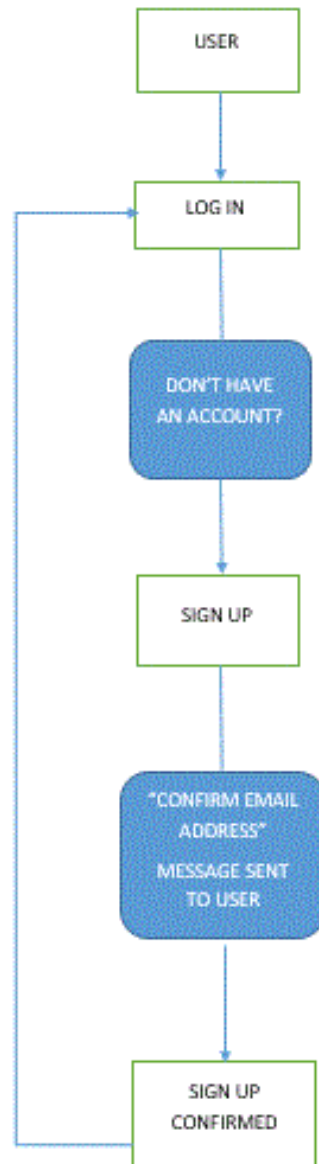 USER
LOG IN
DON'T HAVE
AN ACCOUNT?
SIGN UP
"CONFIRM EMAIL
ADDRESS"
MESSAGE SENT
TO USER
SIGN UP
CONFIRMED